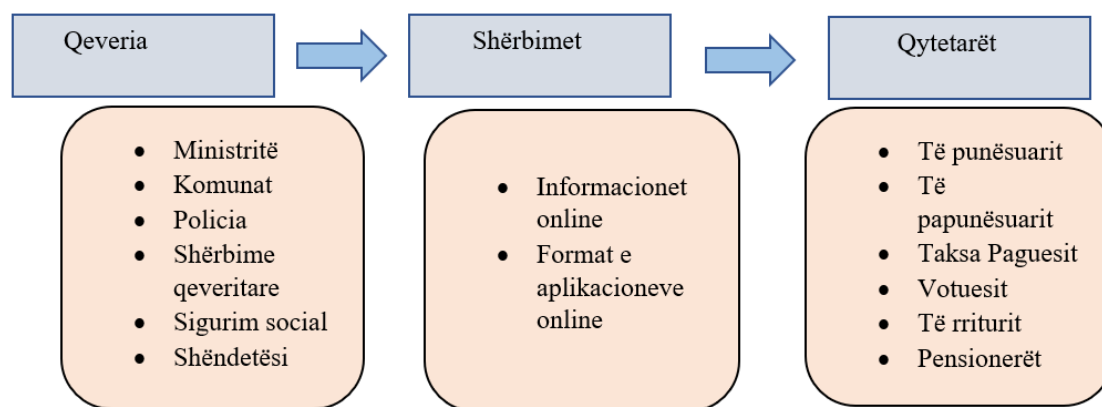 Qeveria
Shërbimet
Qytetarët
• Ministritë
• Komunat
• Policia
• Shërbime
qeveritare
• Sigurim social
• Shëndetësi
• Informacionet
online
• Format e
aplikacioneve
online
• Të punësuarit
• Të
papunësuarit
• Taksa Paguesit
• Votuesit
• Të rriturit
• Pensionerët